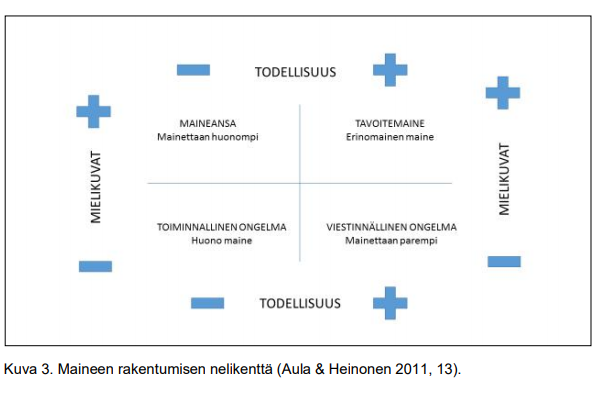 TODELLISUUS
MAINEANSA
Mainettaan huonompi
TAVOITEMAINE
Erinomainen maine
MIELIKUVAT
MIELIKUVAT
TOIMINNALLINEN ONGELMA
Huono maine
VIESTINNÄLLINEN ONGELMA
Mainettaan parempi
TODELLISUUS
Kuva 3. Maineen rakentumisen nelikenttä (Aula & Heinonen 2011, 13).